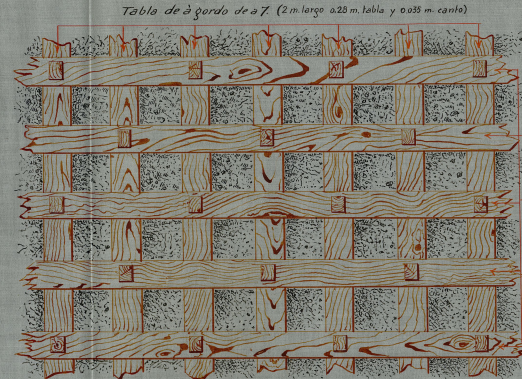 Tabla de à gordo de a 7. (2 m. largo 0.28 m. tabla y 0.035 m. canto)